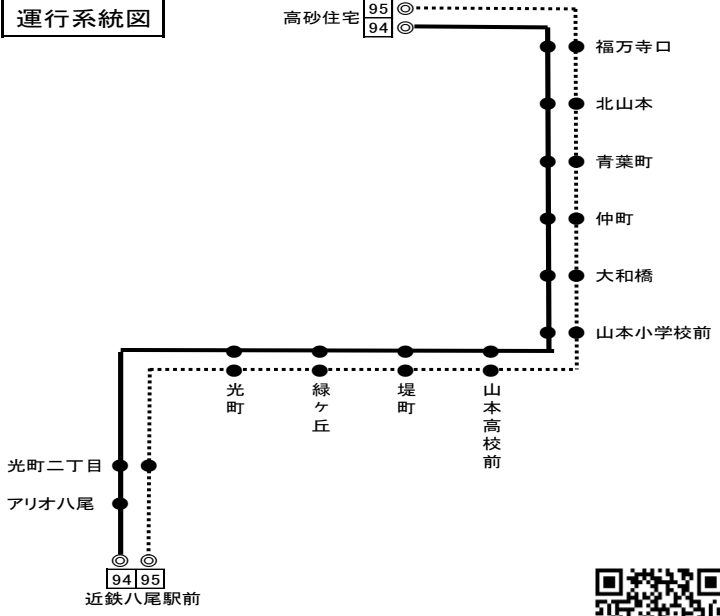 運行系統図
高砂住宅
95
94
福万寺口
北山本
青葉町
仲町
大和橋
山本小学校前
光町
緑ヶ丘
堤町
山本高校前
光町二丁目
アリオ八尾
94 95
近鉄八尾駅前